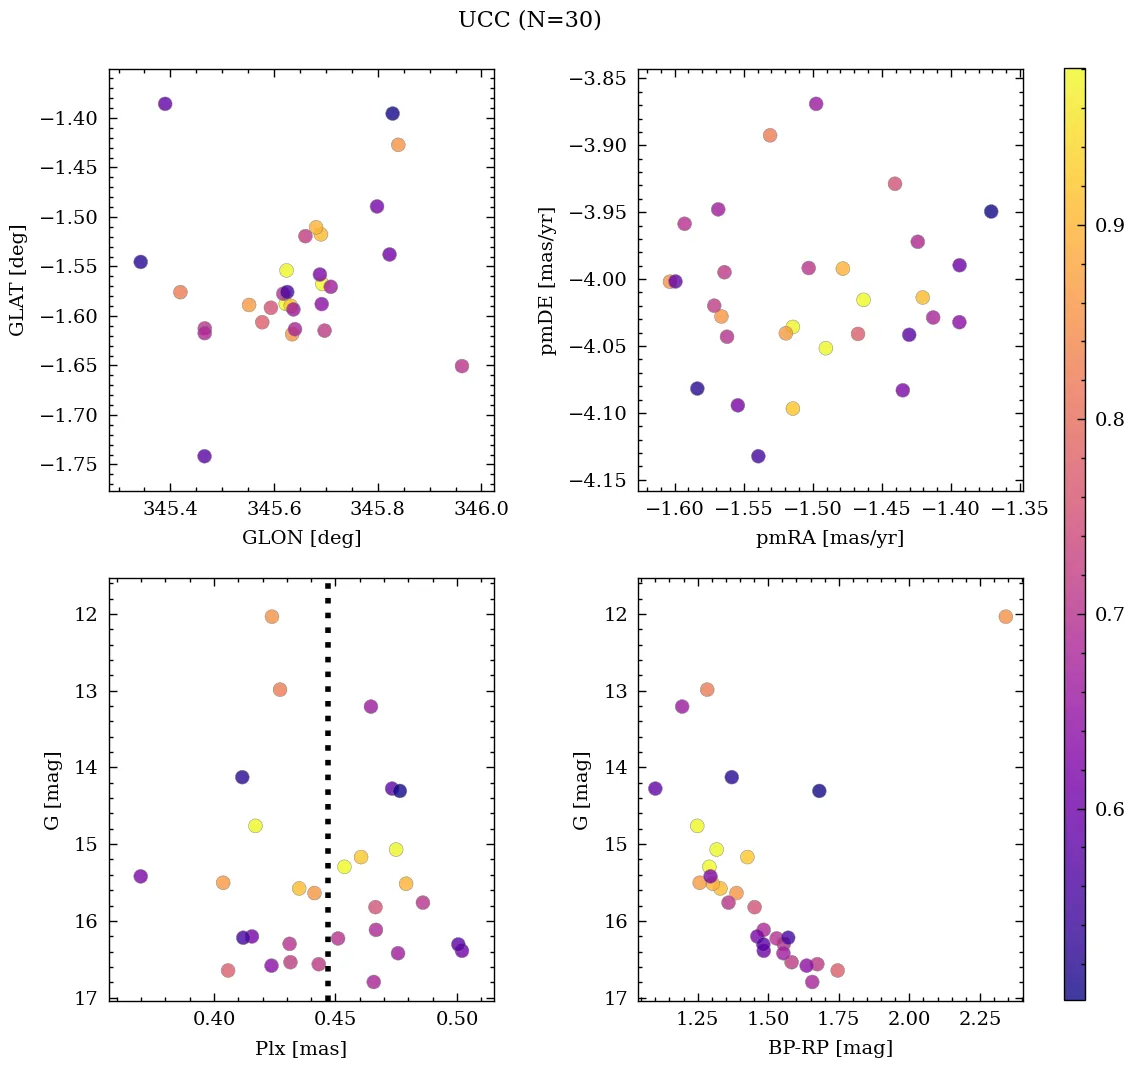 UCC (N=30)
−1.40
−1.45
−1.50
−1.55
−1.60
−1.65
−1.70
−1.75
GLAT [deg]
345.4 345.6 345.8 346.0
GLON [deg]
−3.85
−3.90
−3.95
−4.00
−4.05
−4.10
−4.15
pmDE [mas/yr]
−1.60 −1.55 −1.50 −1.45 −1.40 −1.35
pmRA [mas/yr]
0.9
0.8
0.7
0.6
12
13
14
15
16
17
G [mag]
0.40 0.45 0.50
Plx [mas]
12
13
14
15
16
17
G [mag]
1.25 1.50 1.75 2.00 2.25
BP-RP [mag]